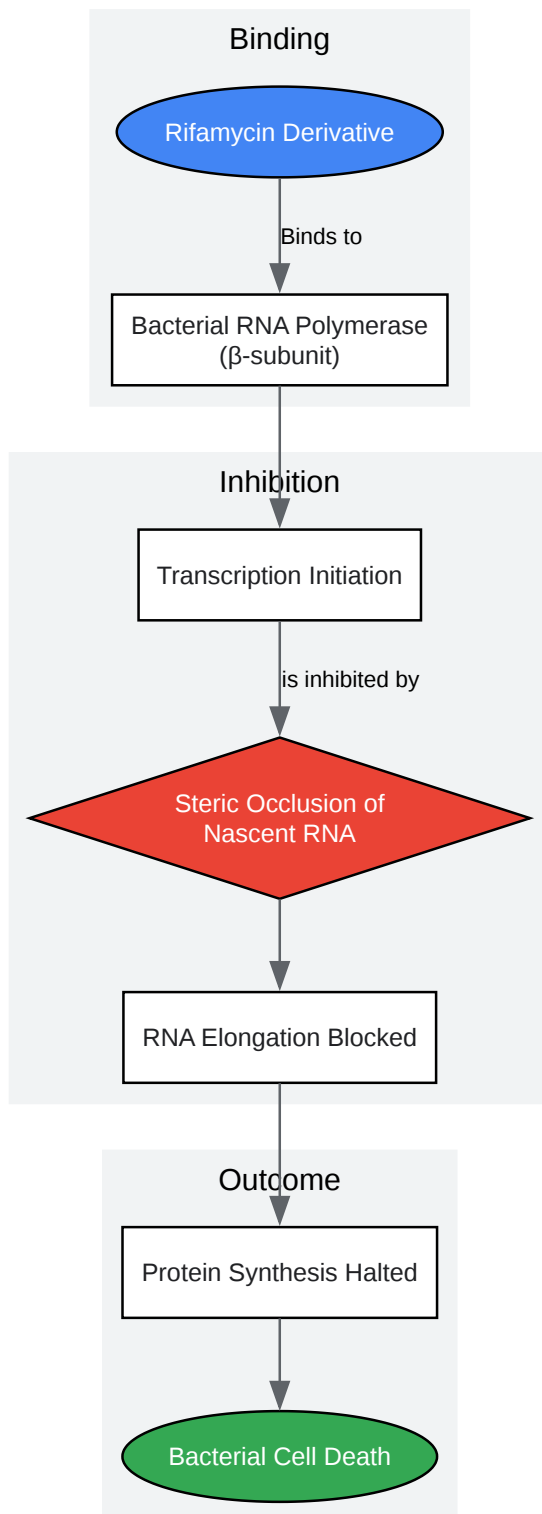 Binding
Rifamycin Derivative
Binds to
Bacterial RNA Polymerase
(β-subunit)
Inhibition
Transcription Initiation
is inhibited by
Steric Occlusion of
Nascent RNA
RNA Elongation Blocked
Outcome
Protein Synthesis Halted
Bacterial Cell Death